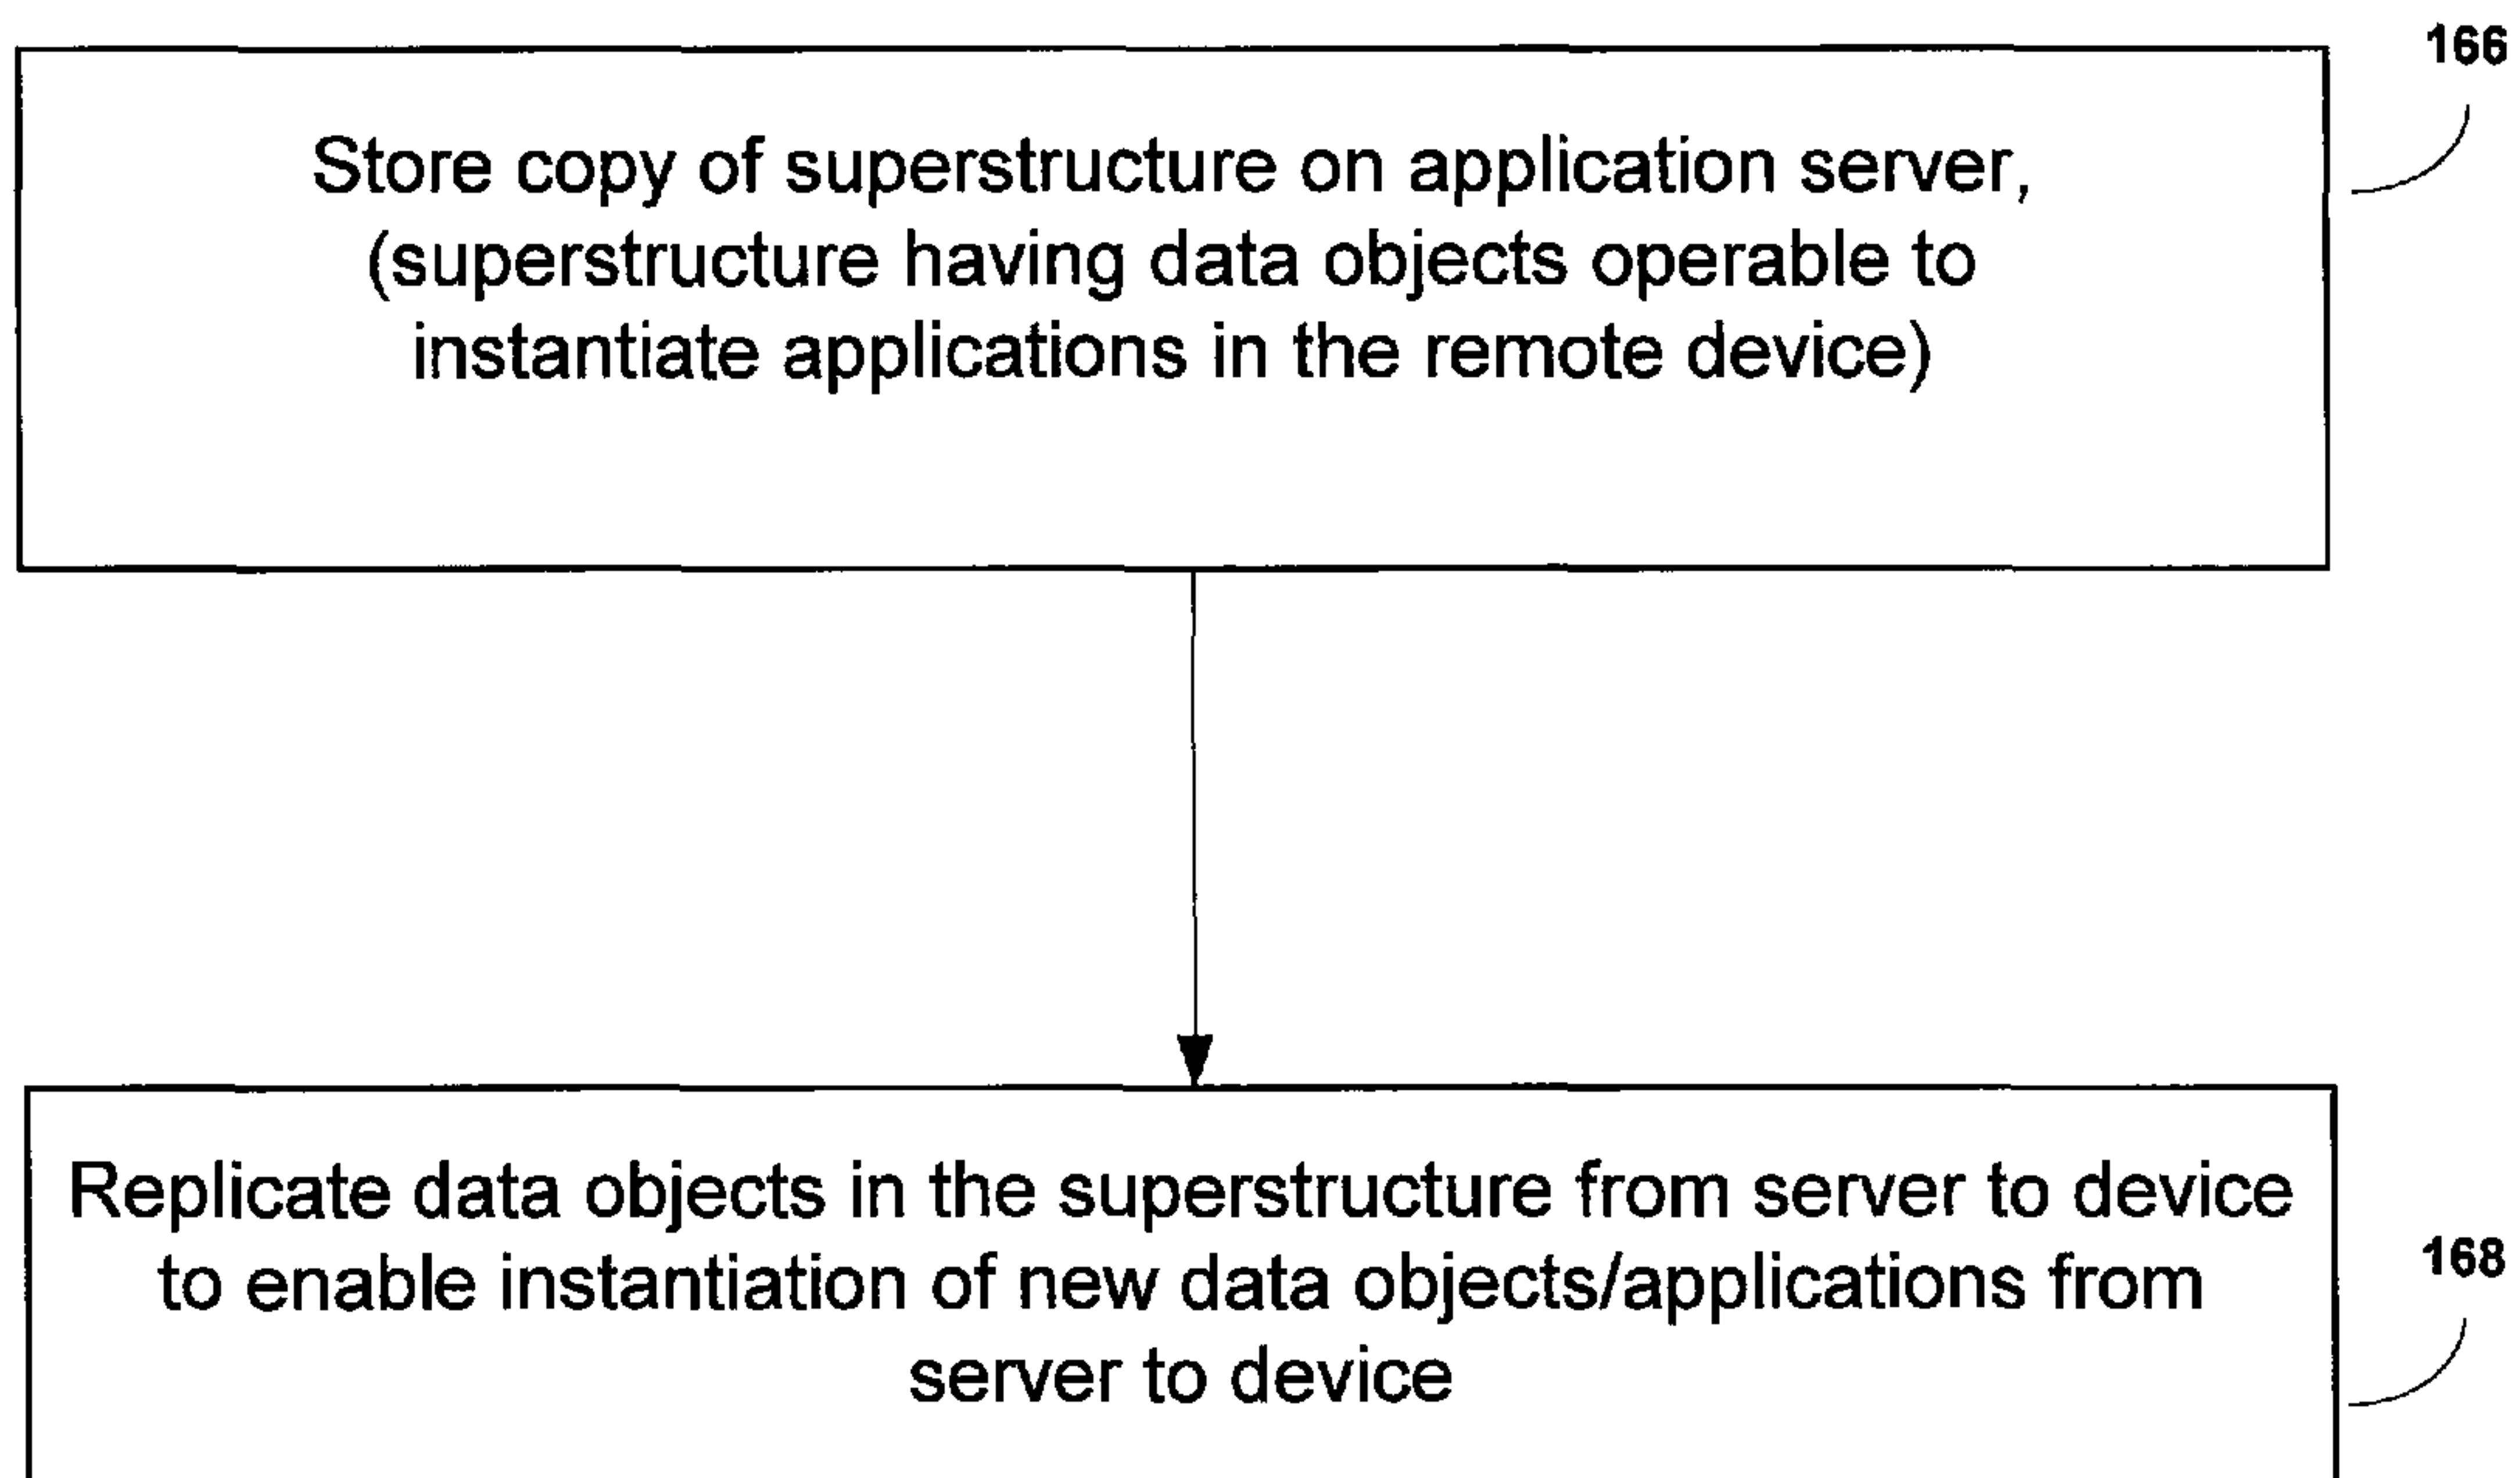 166
Store copy of superstructure on application server,
(superstructure having data objects operable to
instantiate applications in the remote device)
Replicate data objects in the superstructure from server to device
to enable instantiation of new data objects/applications from
server to device
168